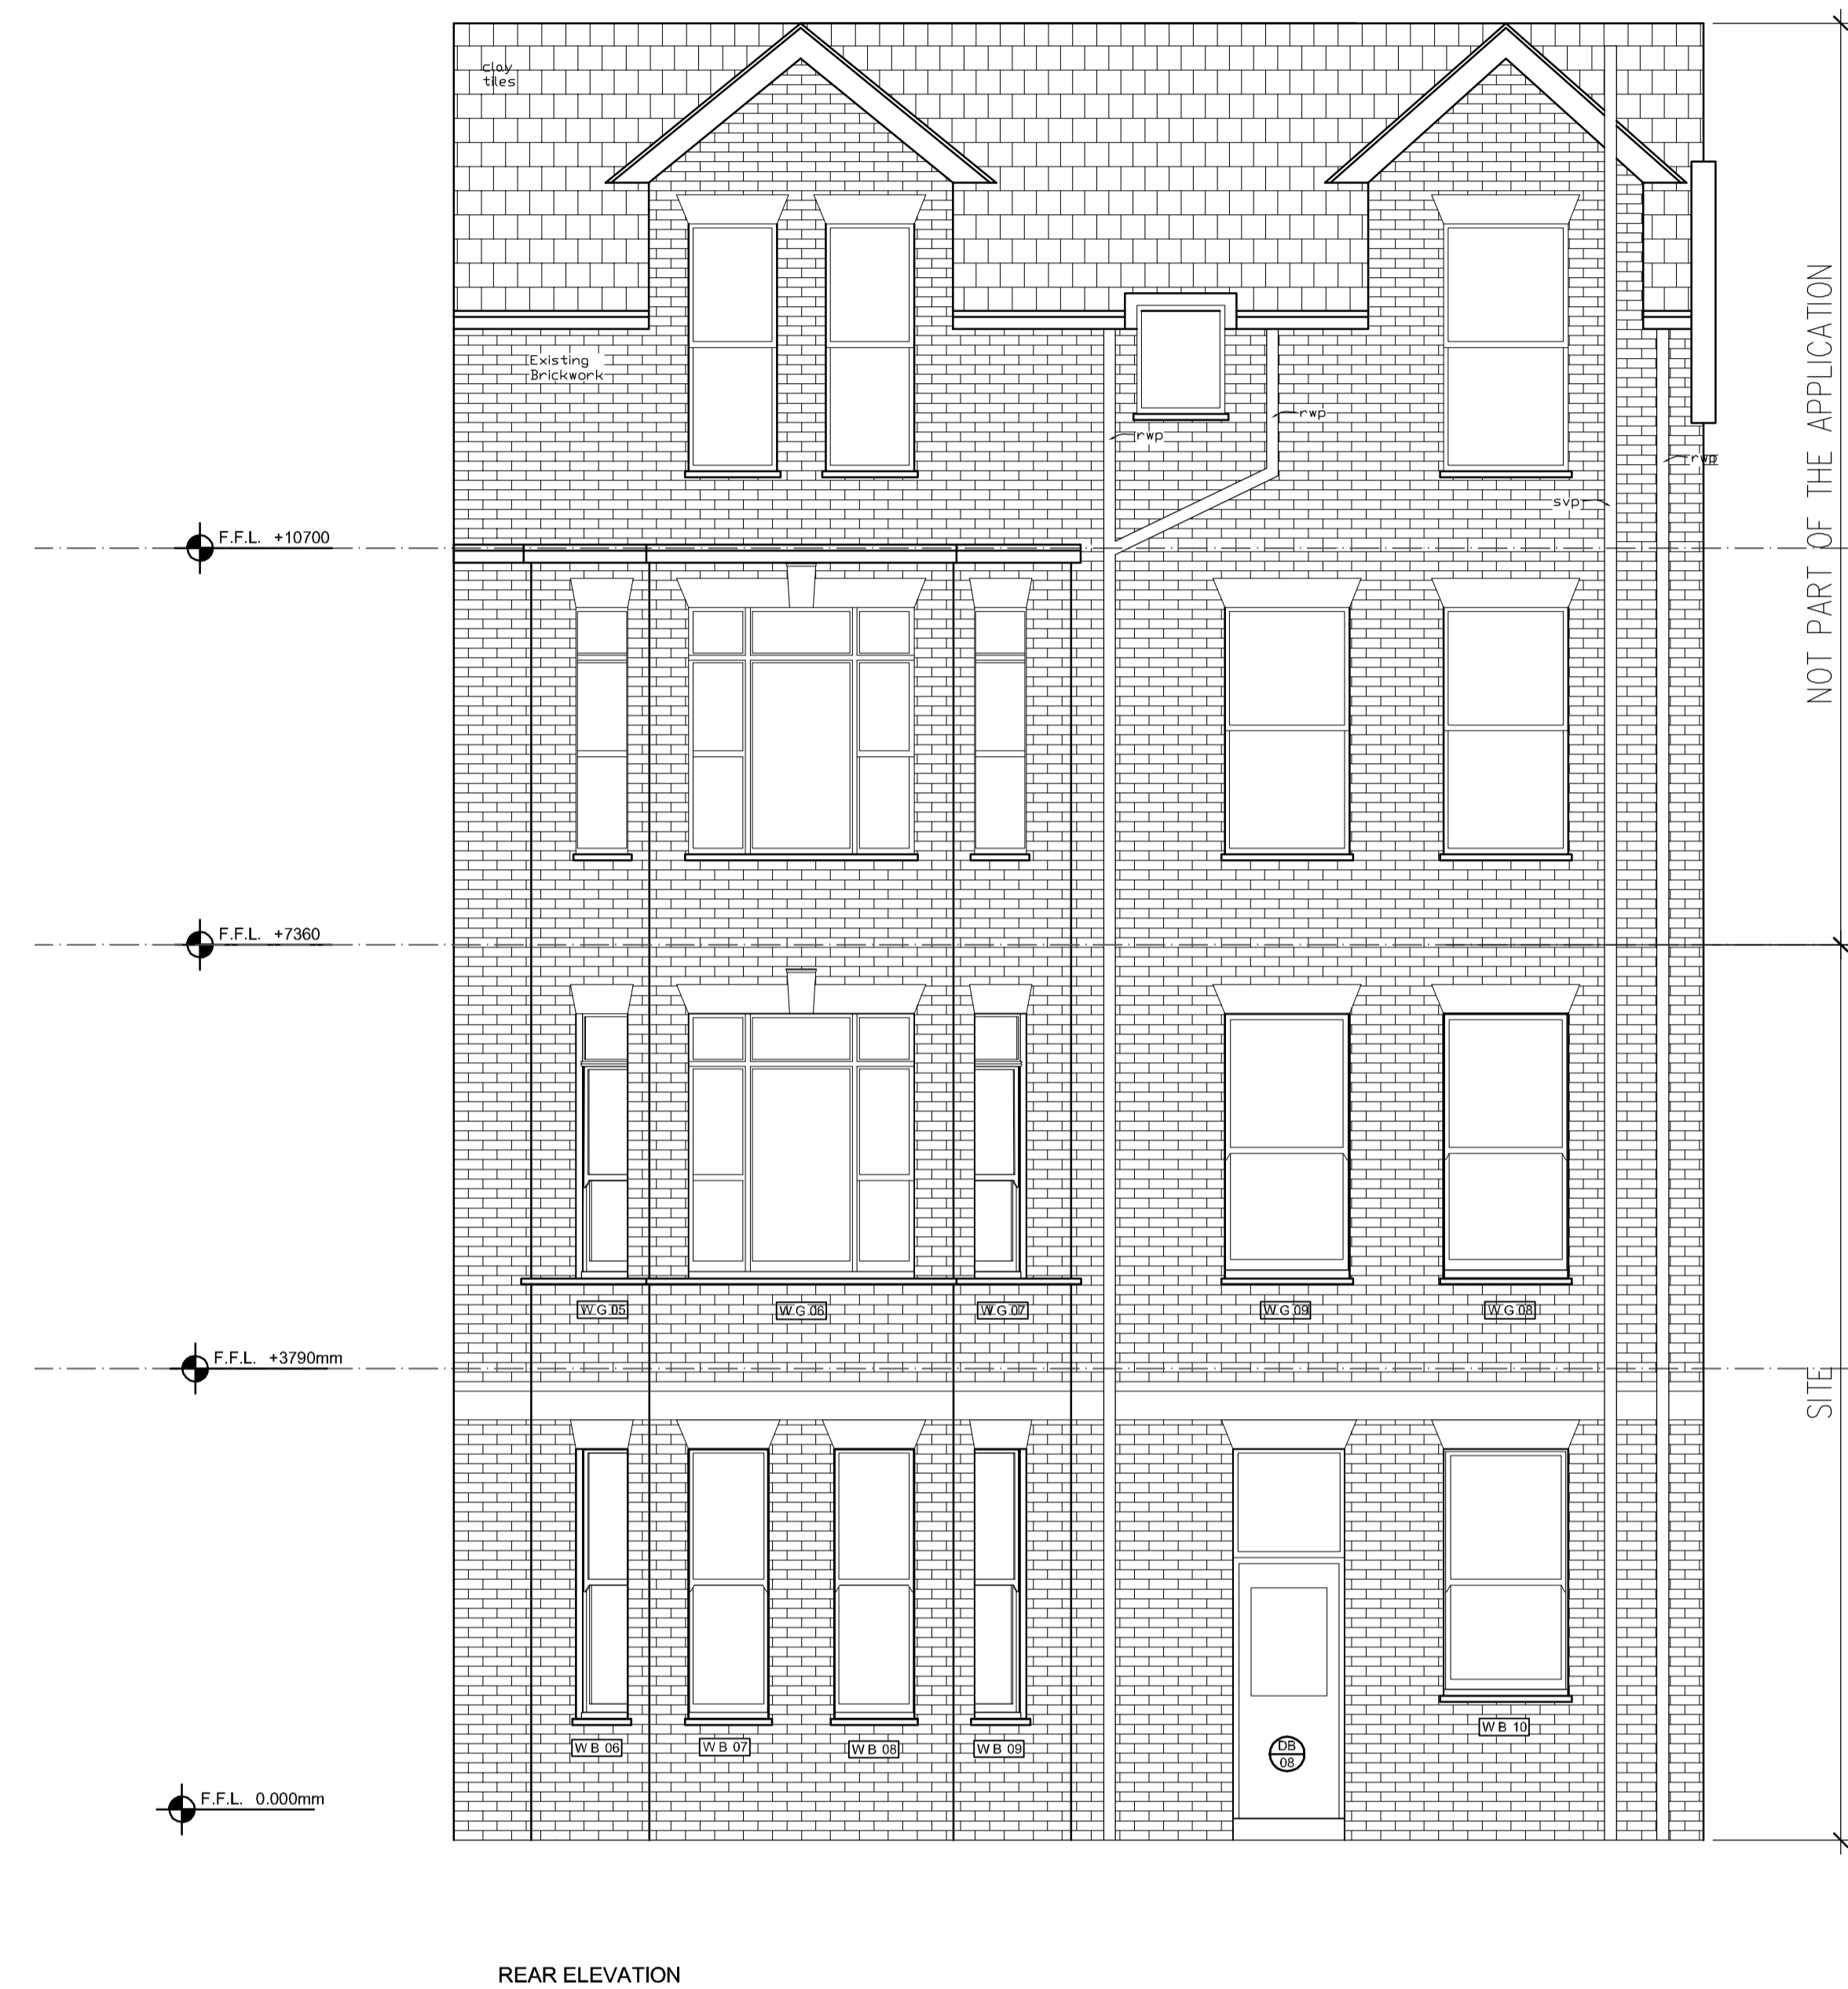 clay
tiles
NOT PART OF THE APPLICATION
Existing
Brickwork
rwp
rwp
rwp
svp
F.F.L. +10700
F.F.L. +7360
W G 05
W G 06
W G 07
W G 09
W G 08
F.F.L. +3790mm
SITE
W B 06
W B 07
W B 08
W B 09
DB
08
W B 10
F.F.L. 0.000mm
REAR ELEVATION